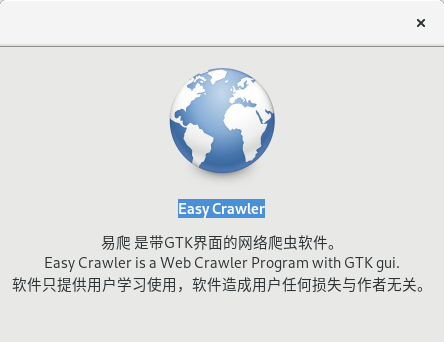 Easy Crawler
易爬 是带GTK界面的网络爬虫软件。
Easy Crawler is a Web Crawler Program with GTK gui.
软件只提供用户学习使用，软件造成用户任何损失与作者无关。